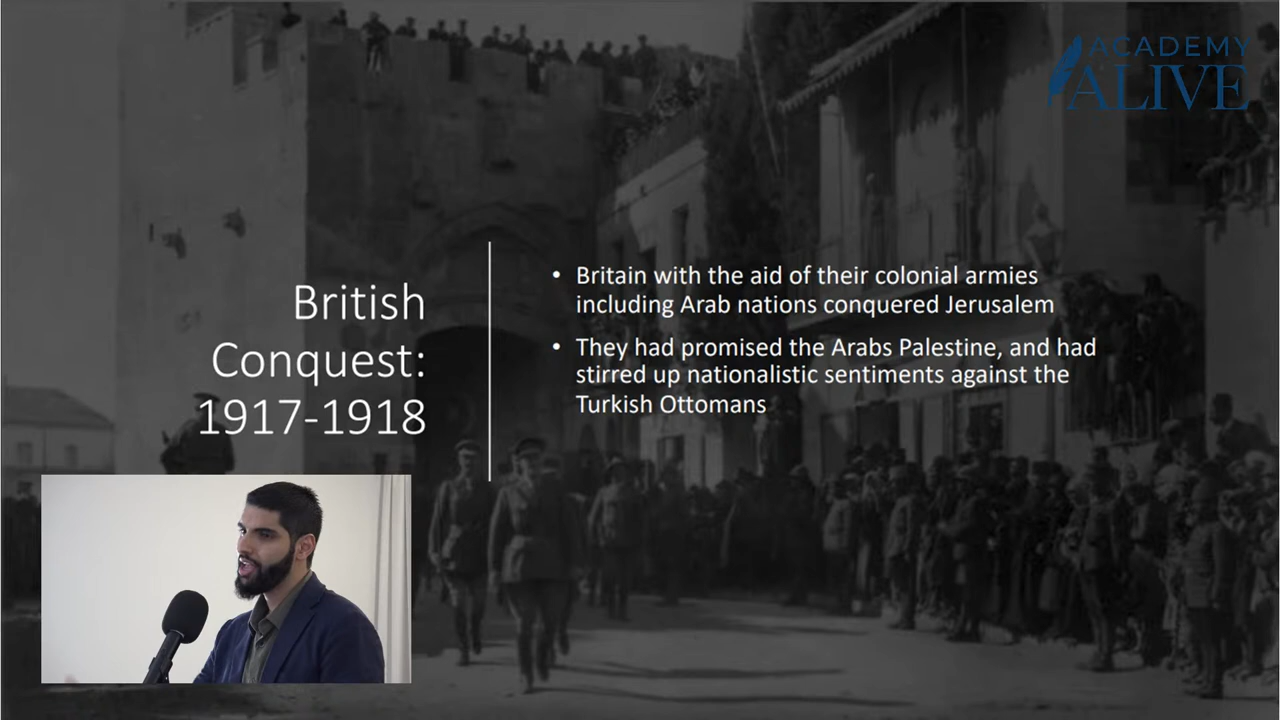 ACADEMY
ALIVE
British
Conquest:
1917-1918
• Britain with the aid of their colonial armies
including Arab nations conquered Jerusalem
• They had promised the Arabs Palestine, and had
stirred up nationalistic sentiments against the
Turkish Ottomans